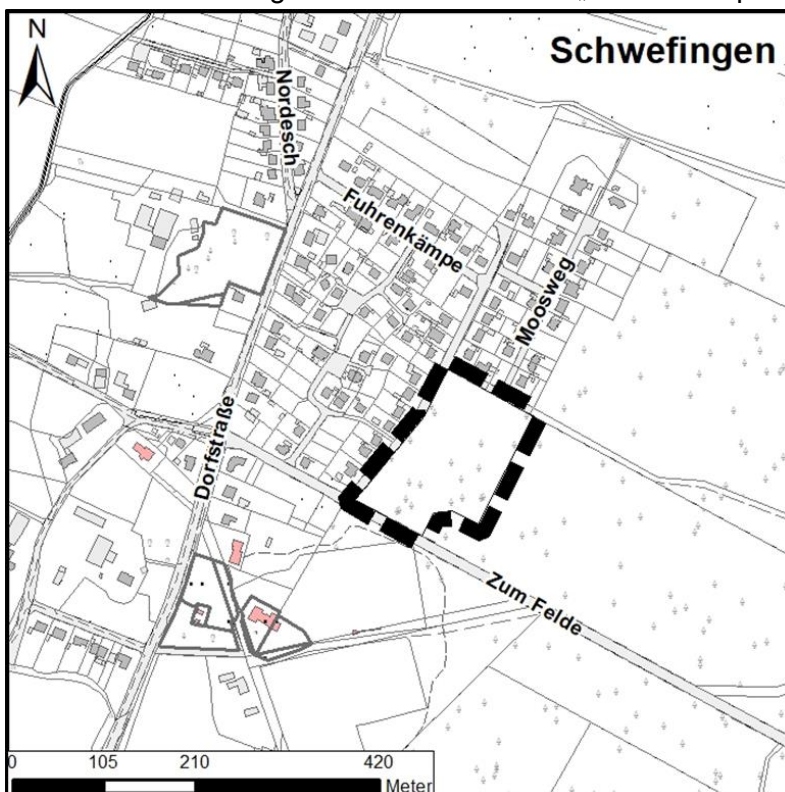 N
Schwefingen
Nordesch
Fuhrenkämpe
Moosweg
Dorfstraße
Zum Felde
0 105 210 420
Meter